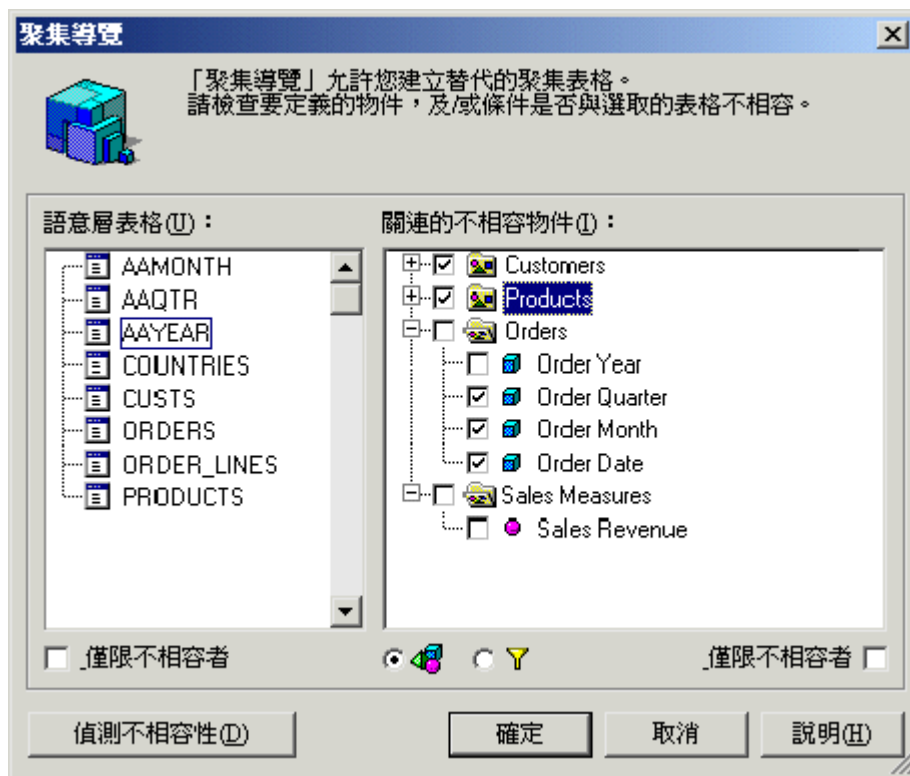 聚集導覽
「聚集導覽」允許您建立替代的聚集表格。
請檢查要定義的物件，及/或條件是否與選取的表格不相容。
語意層表格(U)：
AAMONTH
AAQTR
AAYEAR
COUNTRIES
CUSTS
ORDERS
ORDER_LINES
PRODUCTS
關連的不相容物件(I)：
Customers
Products
Orders
Order Year
Order Quarter
Order Month
Order Date
Sales Measures
Sales Revenue
_僅限不相容者
_僅限不相容者
偵測不相容性(D)
確定
取消
說明(H)